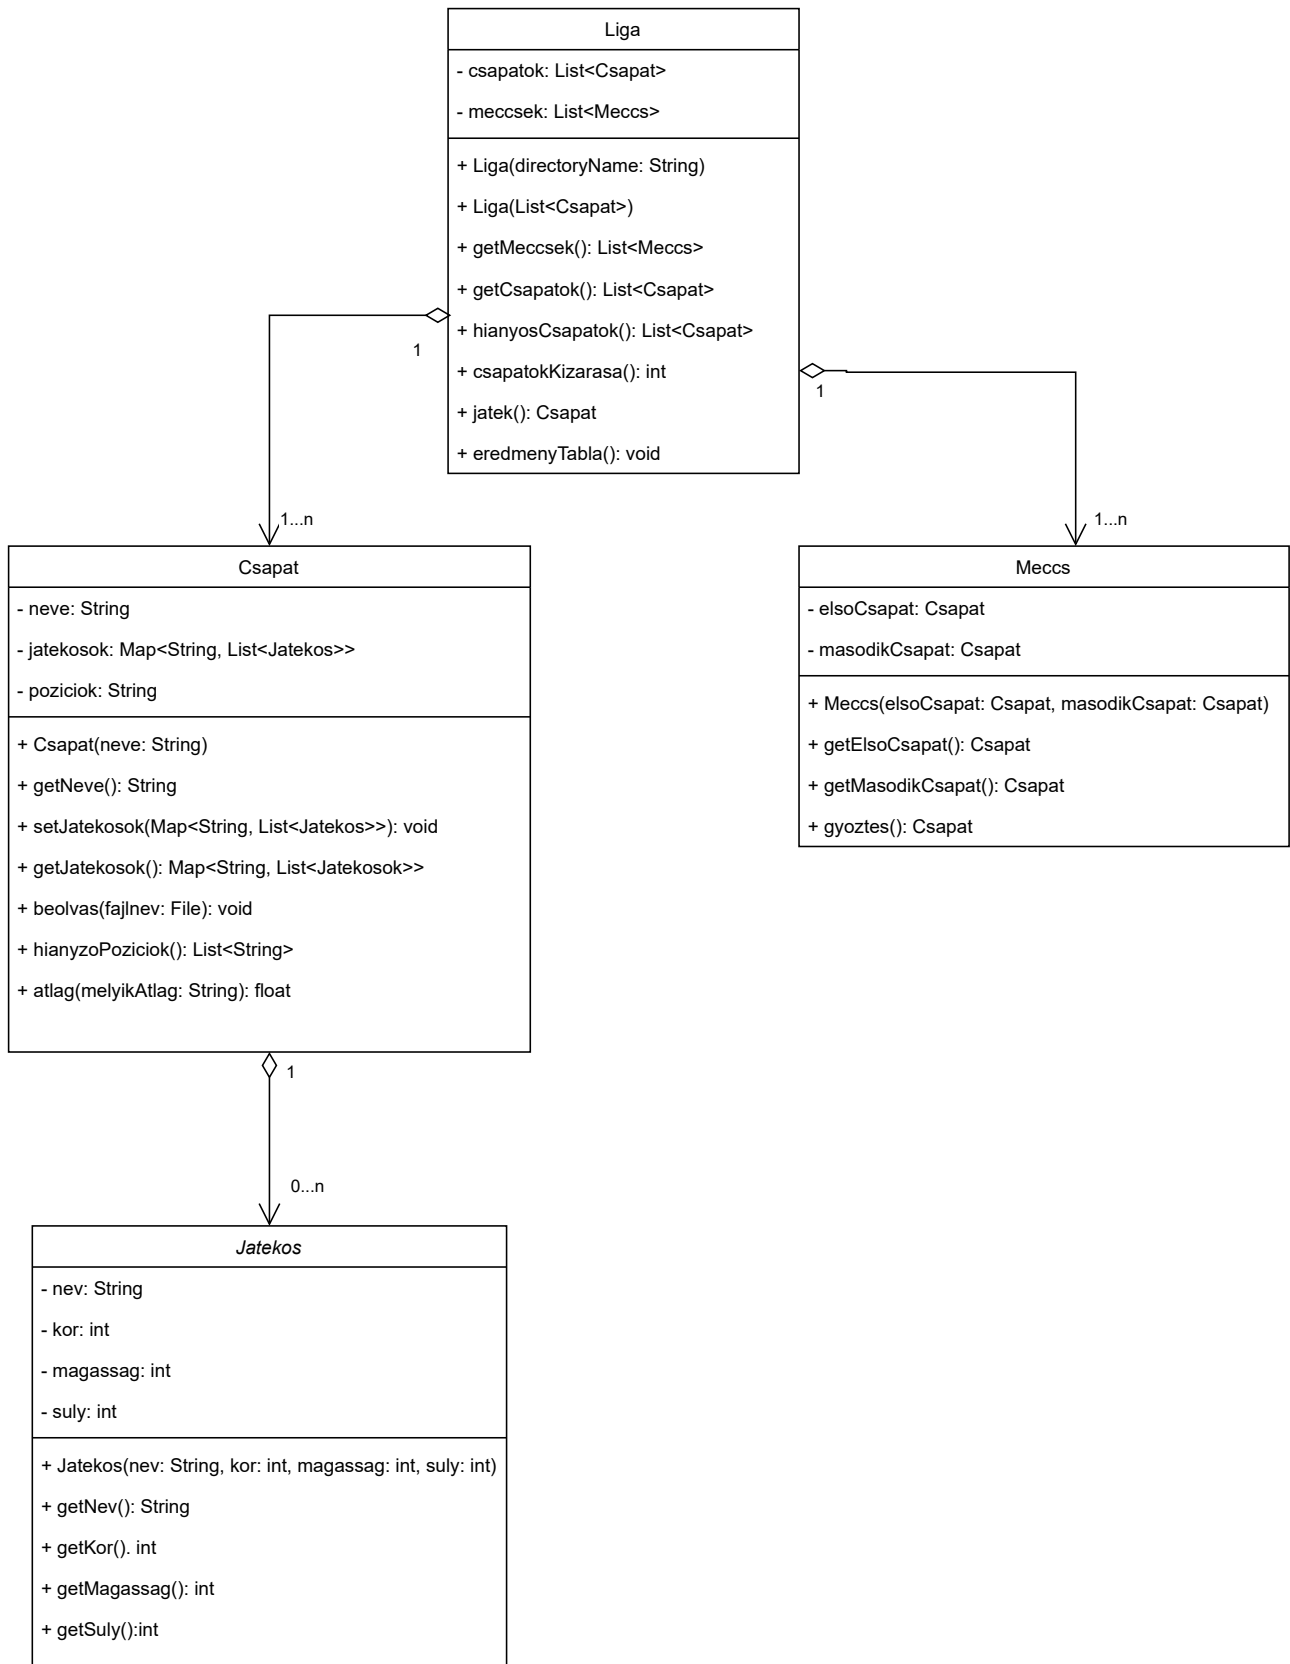 Liga
- csapatok: List<Csapat>
- meccsek: List<Meccs>
+ Liga(directoryName: String)
+ Liga(List<Csapat>)
+ getMeccsek(): List<Meccs>
+ getCsapatok(): List<Csapat>
+ hianyosCsapatok(): List<Csapat>
+ csapatokKizarasa(): int
+ jatek(): Csapat
+ eredmenyTabla(): void
1
1
1...n
1...n
Csapat
- neve: String
- jatekosok: Map<String, List<Jatekos>>
- poziciok: String
+ Csapat(neve: String)
+ getNeve(): String
+ setJatekosok(Map<String, List<Jatekos>>): void
+ getJatekosok(): Map<String, List<Jatekosok>>
+ beolvas(fajlnev: File): void
+ hianyzoPoziciok(): List<String>
+ atlag(melyikAtlag: String): float
Meccs
- elsoCsapat: Csapat
- masodikCsapat: Csapat
+ Meccs(elsoCsapat: Csapat, masodikCsapat: Csapat)
+ getElsoCsapat(): Csapat
+ getMasodikCsapat(): Csapat
+ gyoztes(): Csapat
1
0...n
Jatekos
- nev: String
- kor: int
- magassag: int
- suly: int
+ Jatekos(nev: String, kor: int, magassag: int, suly: int)
+ getNev(): String
+ getKor(). int
+ getMagassag(): int
+ getSuly():int